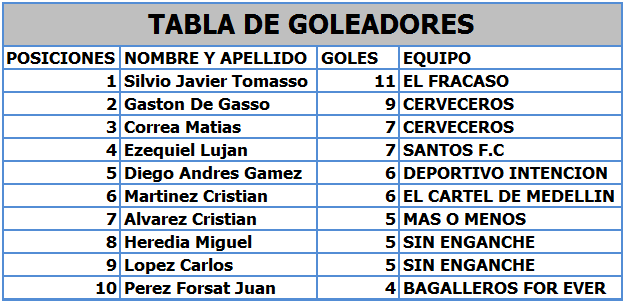 TABLA DE GOLEADORES
POSICIONES NOMBRE Y APELLIDO GOLES EQUIPO
1 Silvio Javier Tomasso 11 EL FRACASO
2 Gaston De Gasso 9 CERVECEROS
3 Correa Matias 7 CERVECEROS
4 Ezequiel Lujan 7 SANTOS F.C
5 Diego Andres Gamez 6 DEPORTIVO INTENCION
6 Martinez Cristian 6 EL CARTEL DE MEDELLIN
7 Alvarez Cristian 5 MAS O MENOS
8 Heredia Miguel 5 SIN ENGANCHE
9 Lopez Carlos 5 SIN ENGANCHE
10 Perez Forsat Juan 4 BAGALLEROS FOR EVER